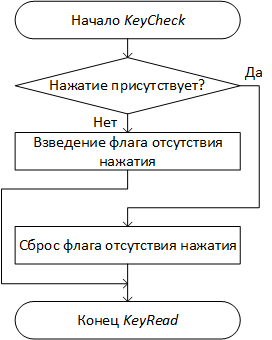 Начало KeyCheck
Нажатие присутствует?
Да
Нет
Взведение флага отсутствия
нажатия
Сброс флага отсутствия нажатия
Конец KeyRead